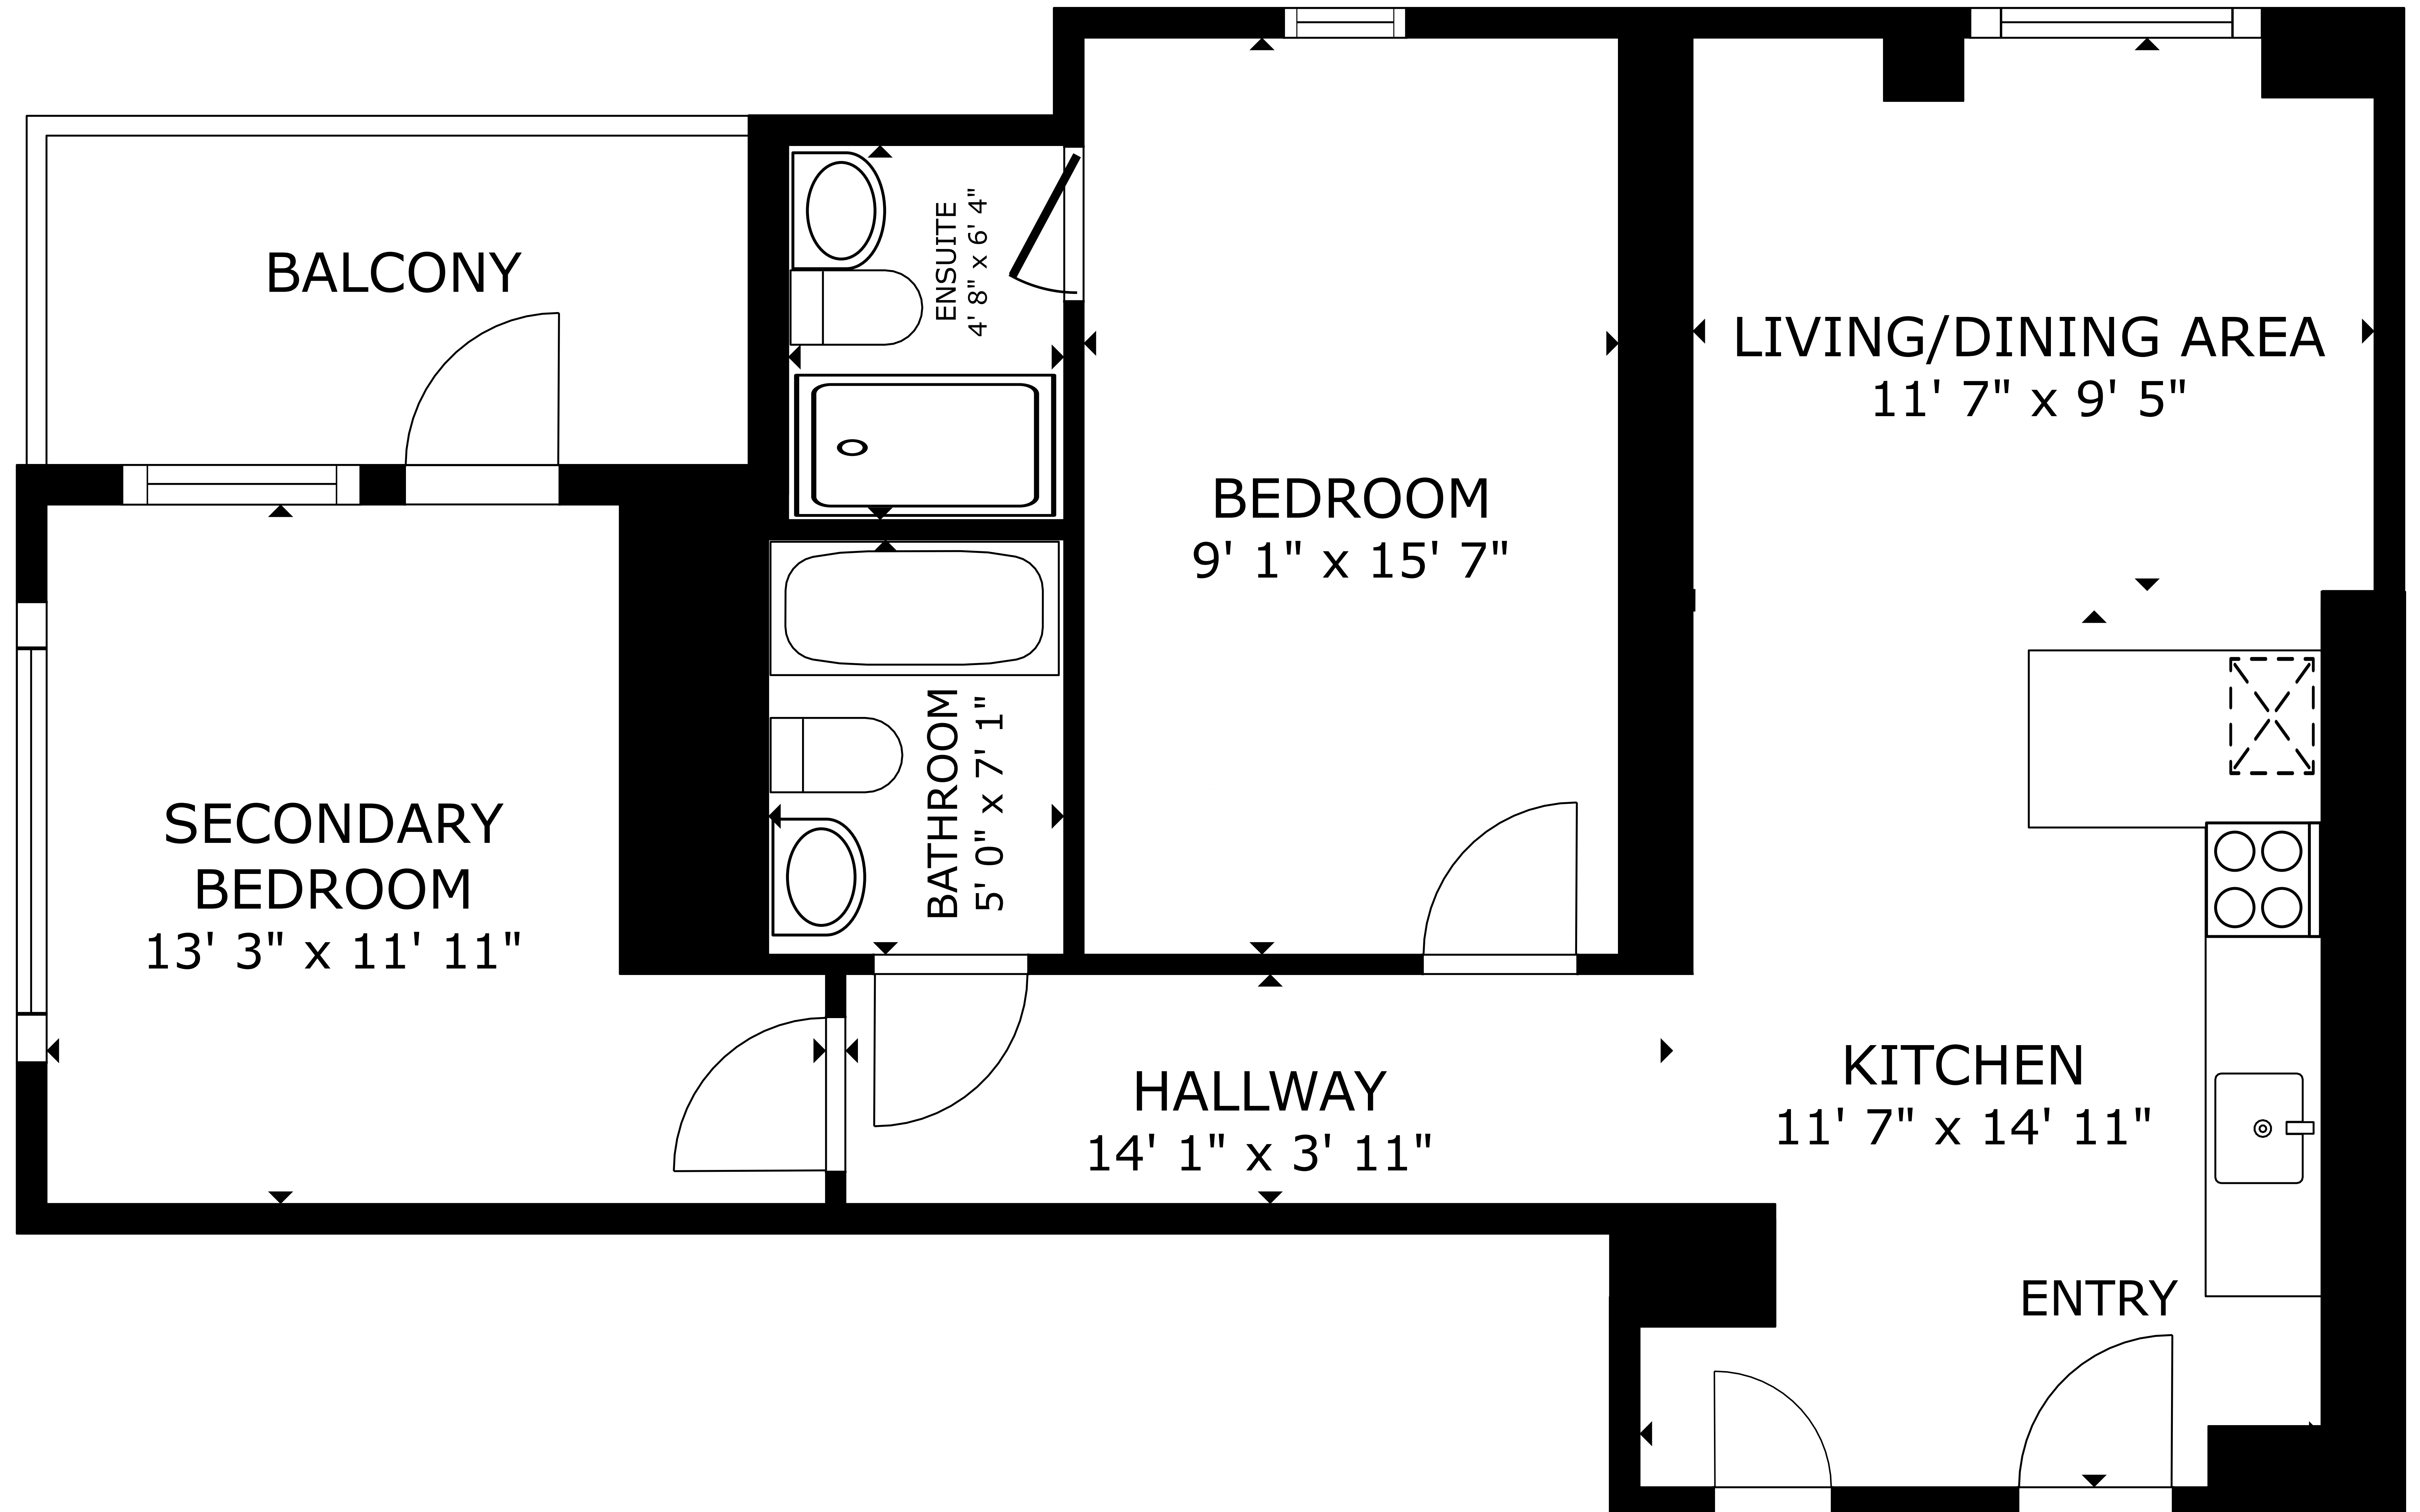 BALCONY
ENSUITE
4' 8" x 6' 4"
LIVING/DINING AREA
11' 7" x 9' 5"
BEDROOM
9' 1" x 15' 7"
SECONDARY
BEDROOM
13' 3" x 11' 11"
BATHROOM
5' 0" x 7' 1"
HALLWAY
14' 1" x 3' 11"
KITCHEN
11' 7" x 14' 11"
ENTRY